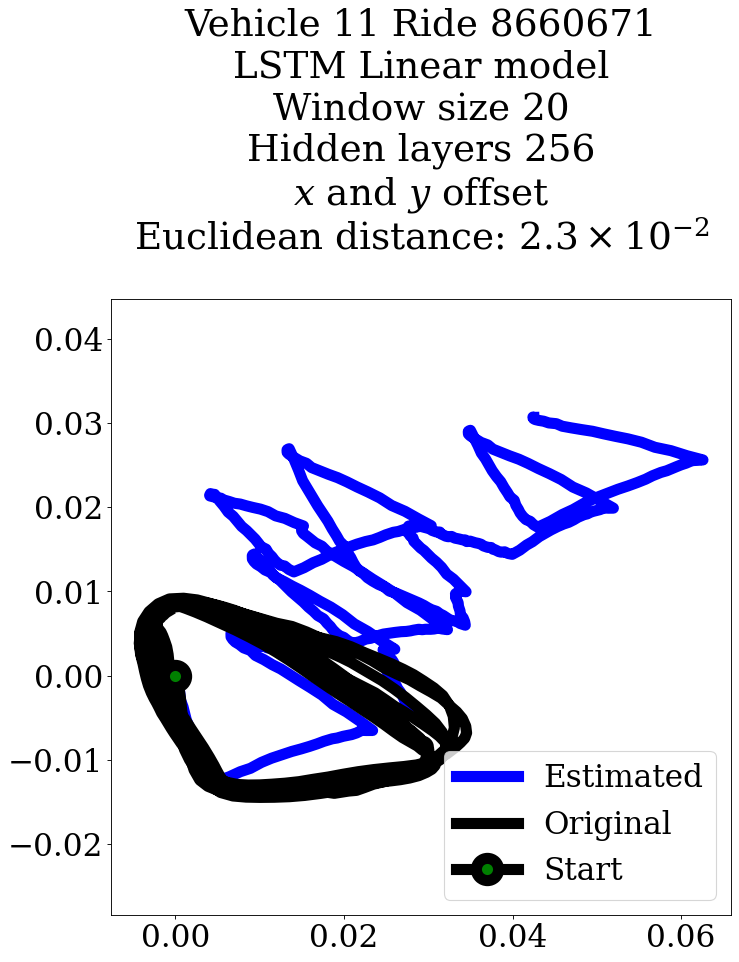 Vehicle 11 Ride 8660671
LSTM Linear model
Window size 20
Hidden layers 256
x and y offset
Euclidean distance: 2.3 × 10⁻²
0.04
0.03
0.02
0.01
0.00
−0.01
−0.02
Estimated
Original
Start
0.00 0.02 0.04 0.06